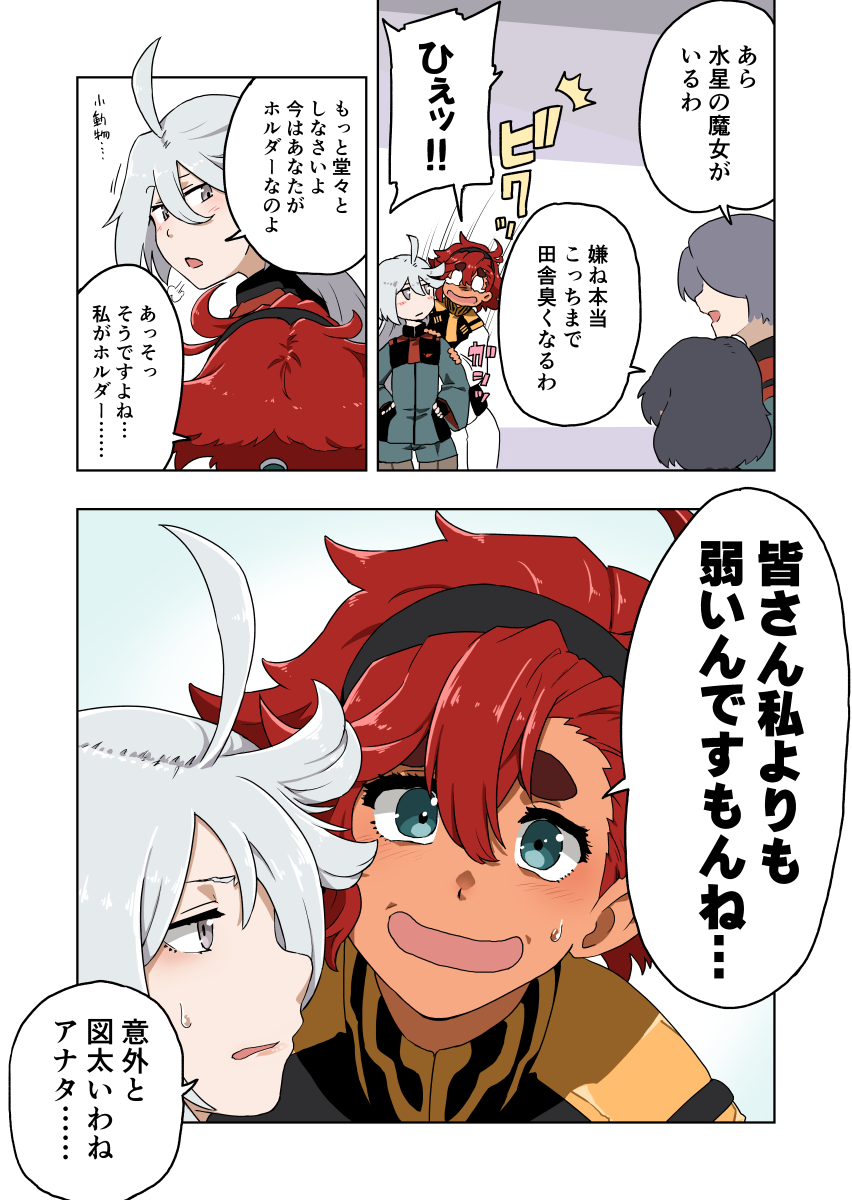 あら
水星の魔女が
いるわ
ひぇッ!!
ビクッ
嫌ね本当
こっちまで
田舎臭くなるわ
ガシッ
もっと堂々と
しなさいよ
今はあなたが
ホルダーなのよ
小動物……
あっそっ
そうですよね…
私がホルダー……
皆さん私よりも
弱いんですもんね…
意外と
図太いわね
アナタ……